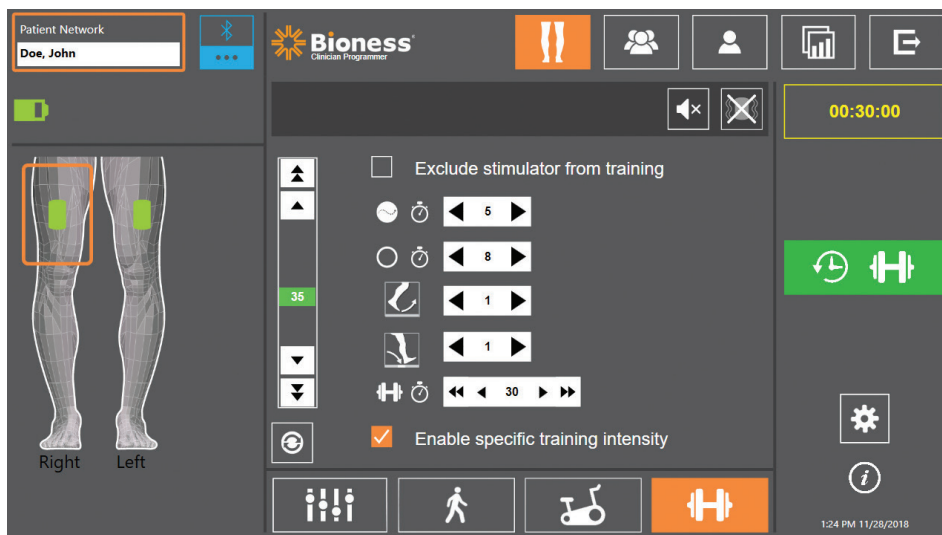 Patient Network
Doe, John
Bioness®
Clinician Programmer
00:30:00
Exclude stimulator from training
5
8
35
1
1
30
Enable specific training intensity
Right
Left
i
1:24 PM 11/28/2018